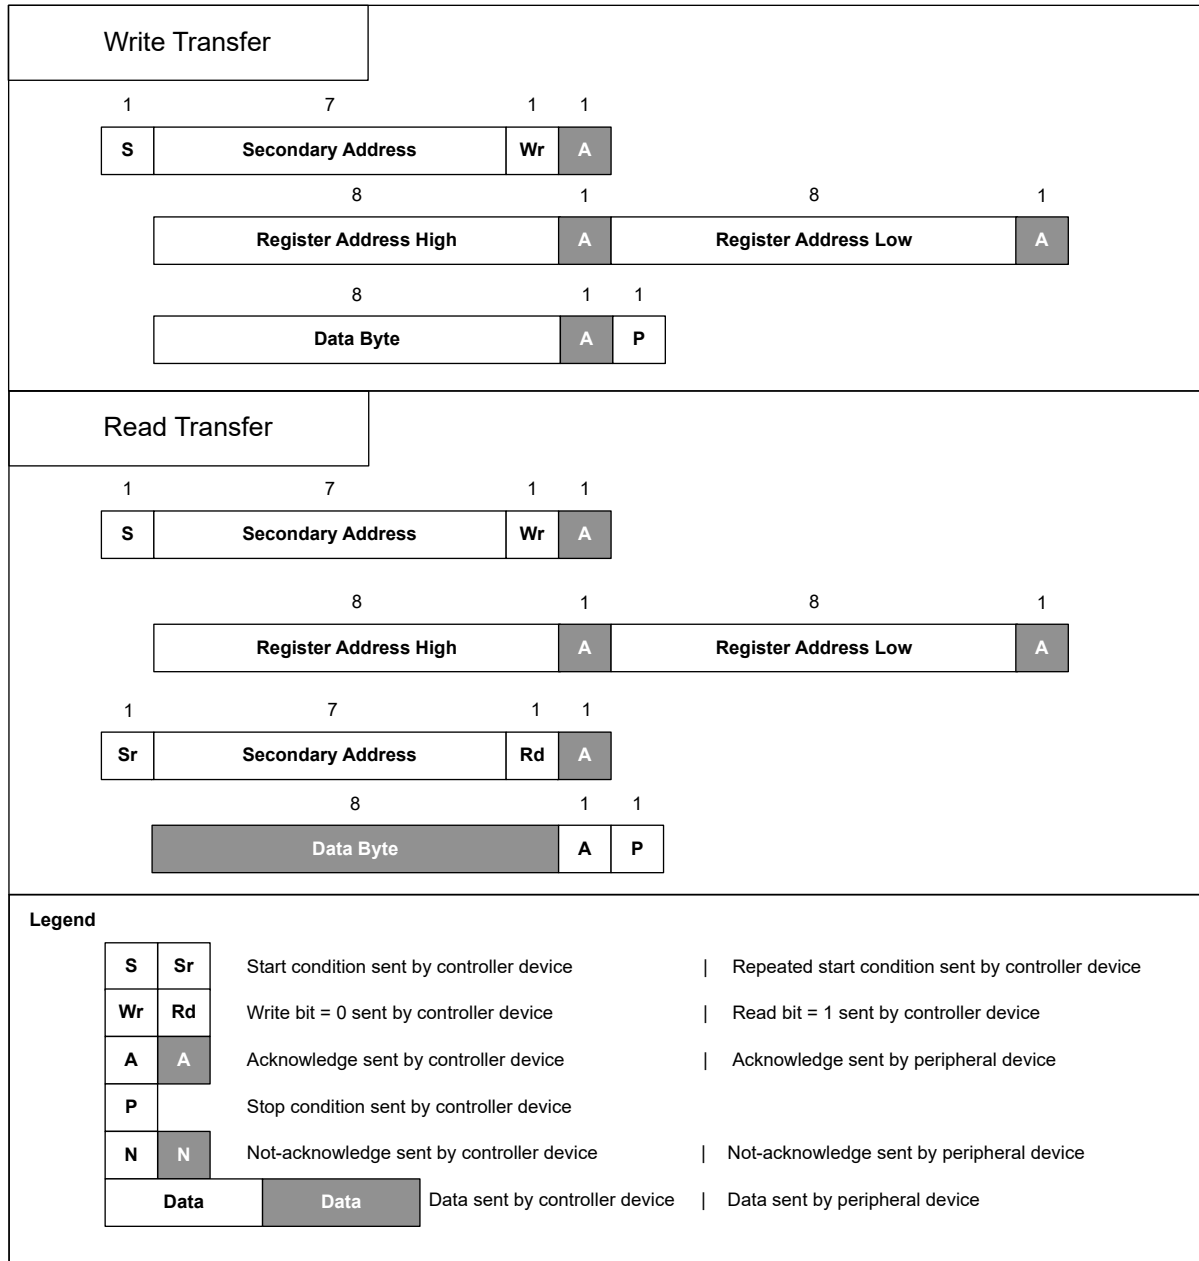 Write Transfer
1 7 1 1
S Secondary Address Wr A
8 1 8 1
Register Address High A Register Address Low A
8 1 1
Data Byte A P
Read Transfer
1 7 1 1
S Secondary Address Wr A
8 1 8 1
Register Address High A Register Address Low A
1 7 1 1
Sr Secondary Address Rd A
8 1 1
Data Byte A P
Legend
S Sr Start condition sent by controller device | Repeated start condition sent by controller device
Wr Rd Write bit = 0 sent by controller device | Read bit = 1 sent by controller device
A A Acknowledge sent by controller device | Acknowledge sent by peripheral device
P Stop condition sent by controller device
N N Not-acknowledge sent by controller device | Not-acknowledge sent by peripheral device
Data Data Data sent by controller device | Data sent by peripheral device